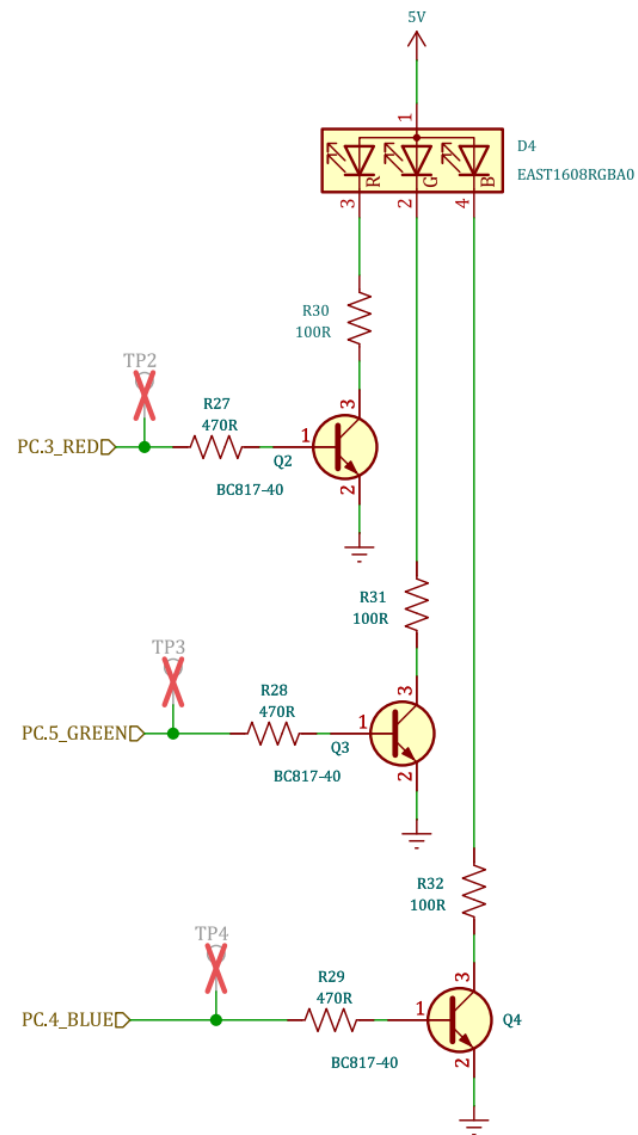 5V
1
D4
EAST1608RGBA0
R
G
B
3
2
4
R30
100R
TP2
R27
470R
3
PC.3_RED
1
Q2
2
BC817-40
R31
100R
TP3
R28
470R
3
PC.5_GREEN
1
Q3
2
BC817-40
R32
100R
TP4
R29
470R
3
PC.4_BLUE
1
Q4
2
BC817-40